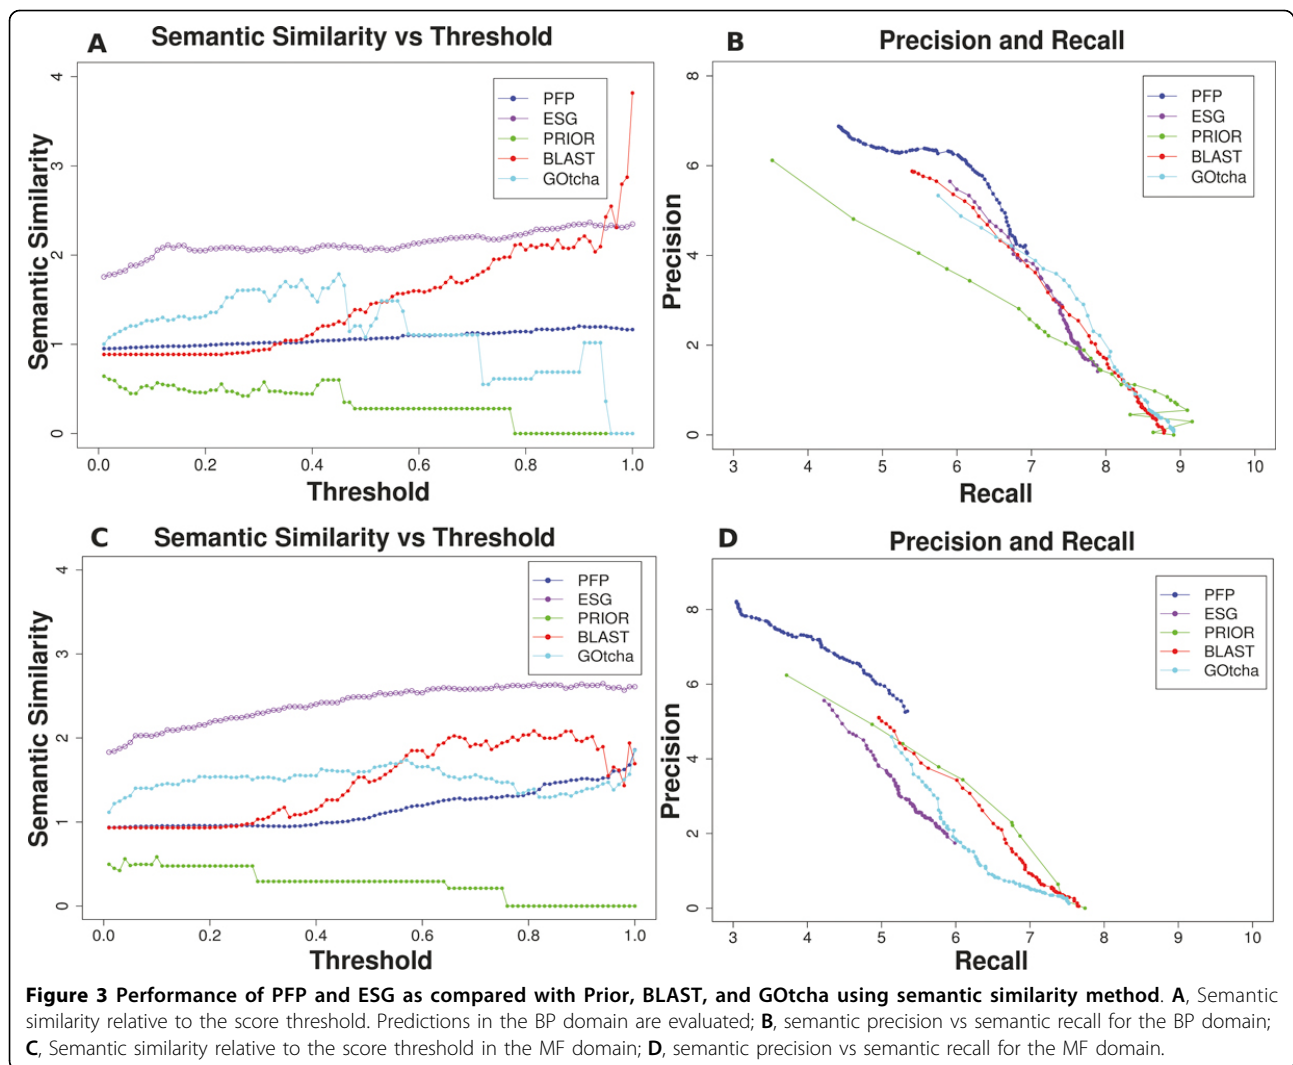 A
Semantic Similarity vs Threshold
Semantic Similarity
4
3
2
1
0
PFP
ESG
PRIOR
BLAST
GOtcha
0.0 0.2 0.4 0.6 0.8 1.0
Threshold
B
Precision and Recall
Precision
8
6
4
2
0
PFP
ESG
PRIOR
BLAST
GOtcha
3 4 5 6 7 8 9 10
Recall
C
Semantic Similarity vs Threshold
Semantic Similarity
4
3
2
1
0
PFP
ESG
PRIOR
BLAST
GOtcha
0.0 0.2 0.4 0.6 0.8 1.0
Threshold
D
Precision and Recall
Precision
8
6
4
2
0
PFP
ESG
PRIOR
BLAST
GOtcha
3 4 5 6 7 8 9 10
Recall
Figure 3 Performance of PFP and ESG as compared with Prior, BLAST, and GOtcha using semantic similarity method. A, Semantic
similarity relative to the score threshold. Predictions in the BP domain are evaluated; B, semantic precision vs semantic recall for the BP domain;
C, Semantic similarity relative to the score threshold in the MF domain; D, semantic precision vs semantic recall for the MF domain.